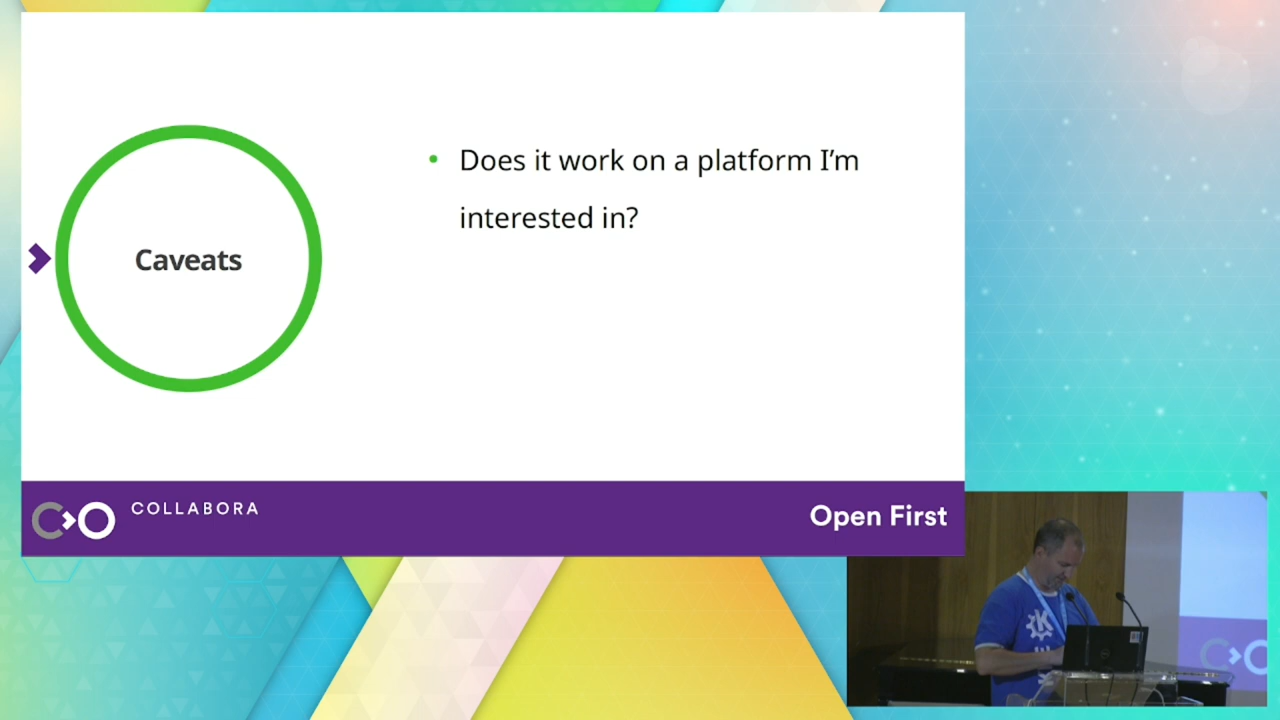 Caveats
• Does it work on a platform I’m
interested in?
COLLABORA
Open First